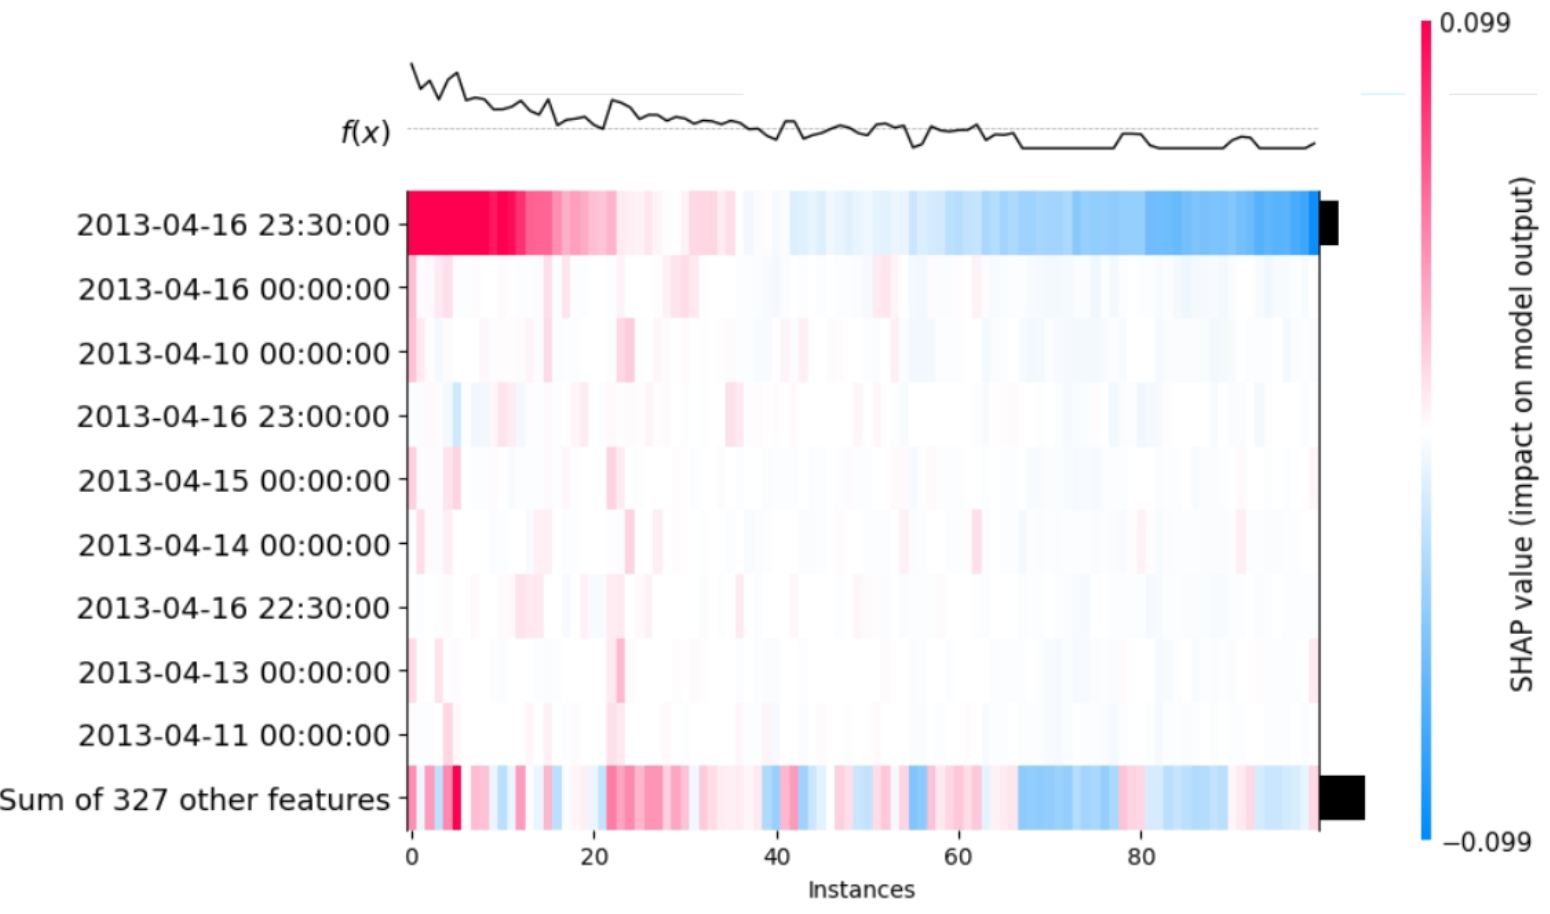 0.099
f(x)
2013-04-16 23:30:00
2013-04-16 00:00:00
2013-04-10 00:00:00
2013-04-16 23:00:00
2013-04-15 00:00:00
2013-04-14 00:00:00
2013-04-16 22:30:00
2013-04-13 00:00:00
2013-04-11 00:00:00
Sum of 327 other features
0 20 40 60 80
Instances
SHAP value (impact on model output)
−0.099